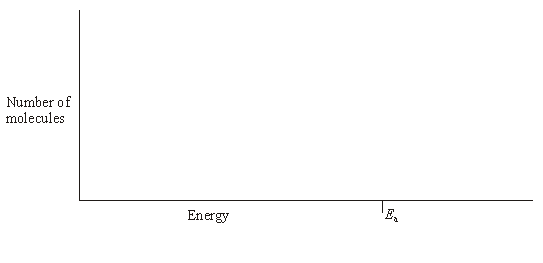 Number of
molecules
Energy
Eₐ